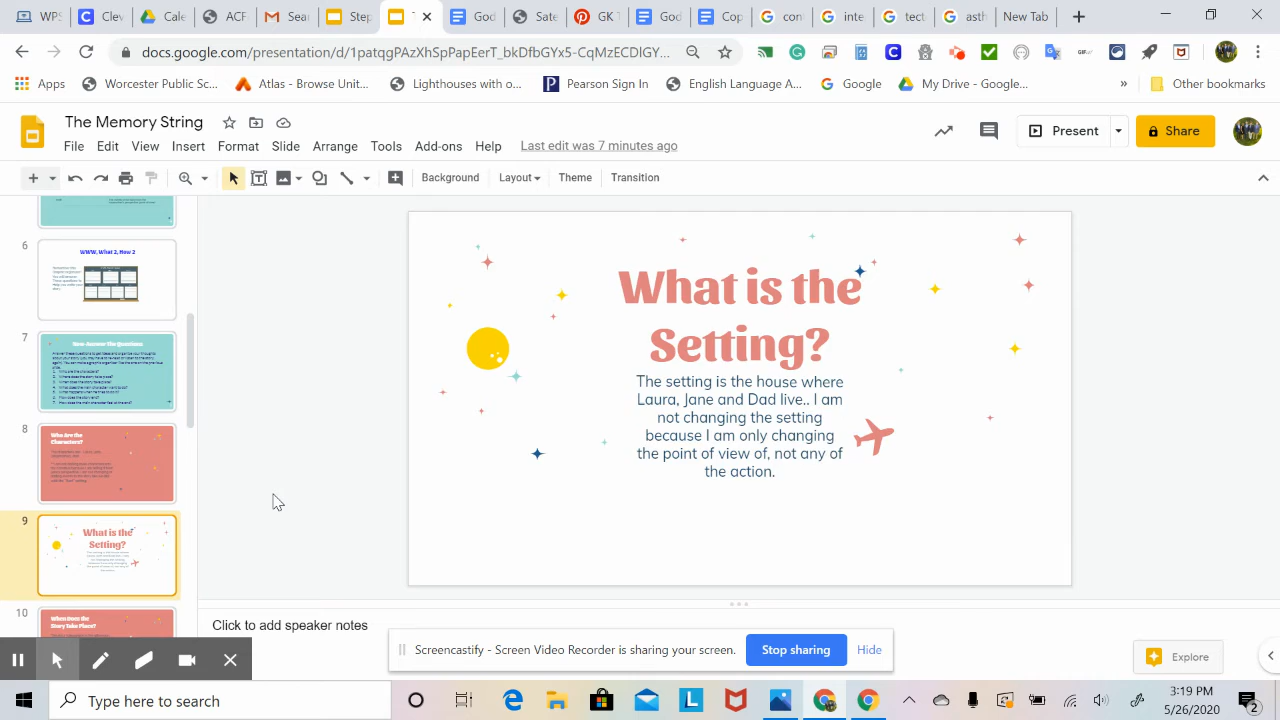 Cale
ACF
Sea
Step
God
Sate
GK
God
Cop
inte
tect
asth
New Tab
docs.google.com/presentation/d/1patqgPAzXhSpPapEerT_bkDfbGYx5-CqMzECDIGY...
Apps
Worcester Public Sc...
Atlas - Browse Unit...
Lighthouses with o...
Pearson Sign In
English Language A...
Google
My Drive - Google...
»
Other bookmarks
The Memory String
Present
Share
File Edit View Insert Format Slide Arrange Tools Add-ons Help
Last edit was 7 minutes ago
Background
Layout
Theme
Transition
6
WWW, What 2, How 2
7
Now- Answer The Questions
8
Who Are the
Characters?
9
What is the
Setting?
10
When Does the
Story Take Place?
What is the
Setting?
The setting is the house where
Laura, Jane and Dad live.. I am
not changing the setting
because I am only changing
the point of view of, not any of
the action.
Click to add speaker notes
Screencastify - Screen Video Recorder is sharing your screen.
Stop sharing
Hide
Explore
Type here to search
3:19 PM
5/26/2020
2